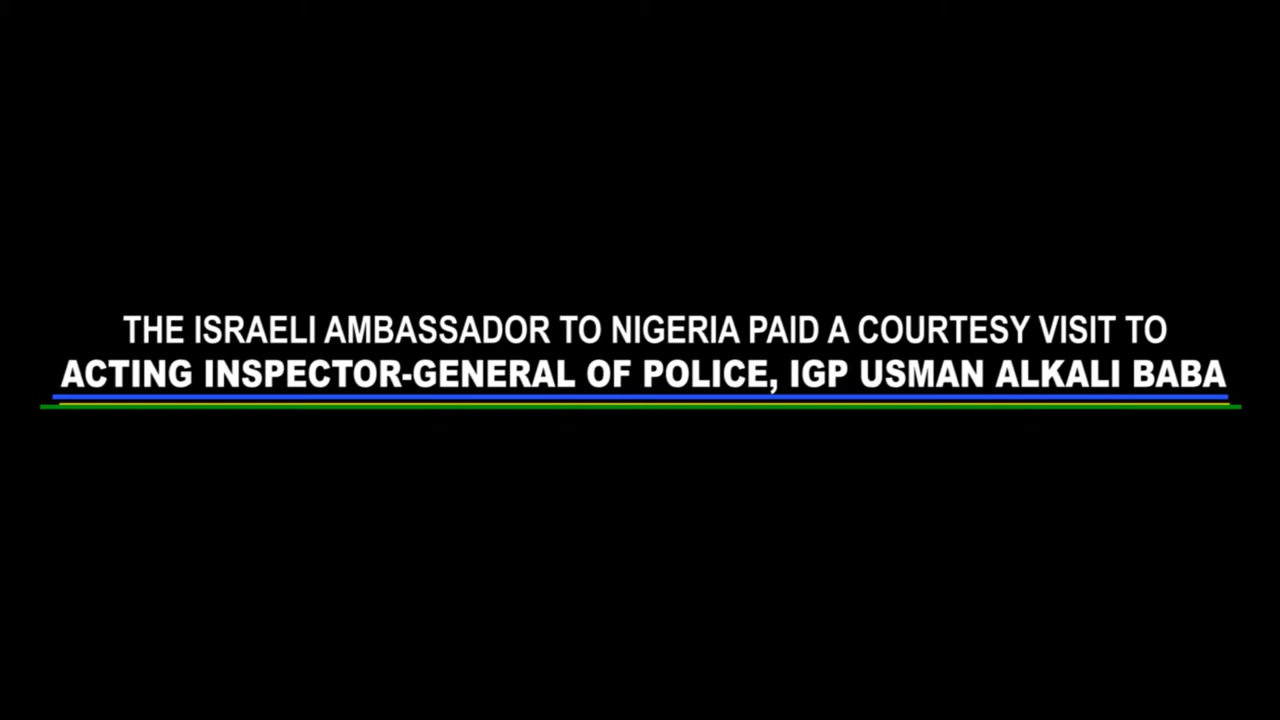 THE ISRAELI AMBASSADOR TO NIGERIA PAID A COURTESY VISIT TO
ACTING INSPECTOR-GENERAL OF POLICE, IGP USMAN ALKALI BABA